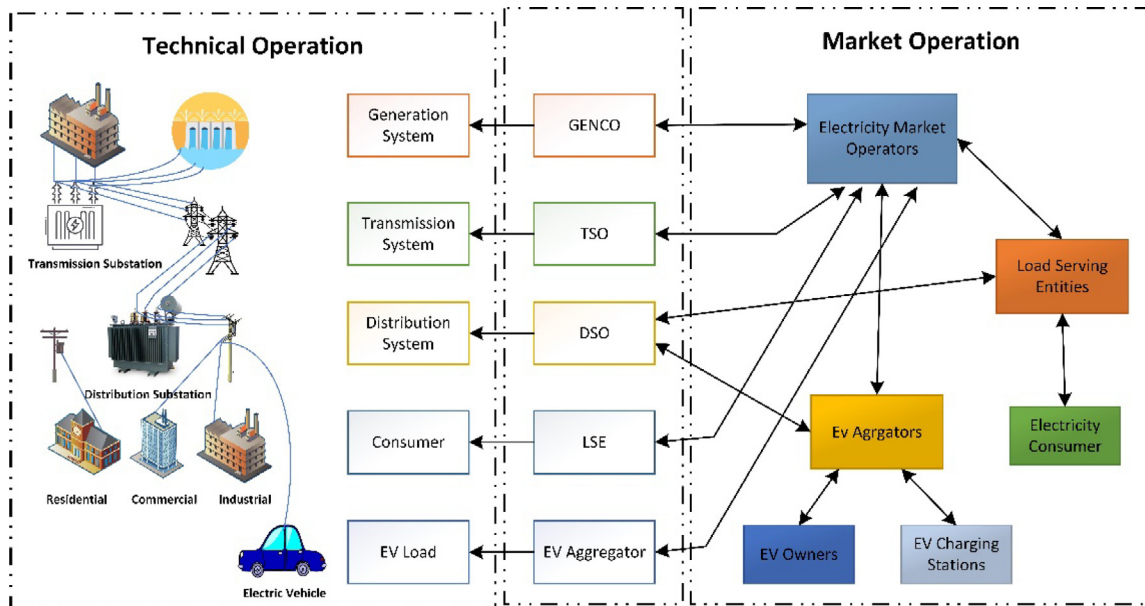 Technical Operation
Market Operation
Generation
System
GENCO
Electricity Market
Operators
Transmission
System
TSO
Transmission Substation
Load Serving
Entities
Distribution
System
DSO
Distribution Substation
Consumer
LSE
Ev Agrgators
Electricity
Consumer
Residential
Commercial
Industrial
EV Load
EV Aggregator
EV Owners
EV Charging
Stations
Electric Vehicle